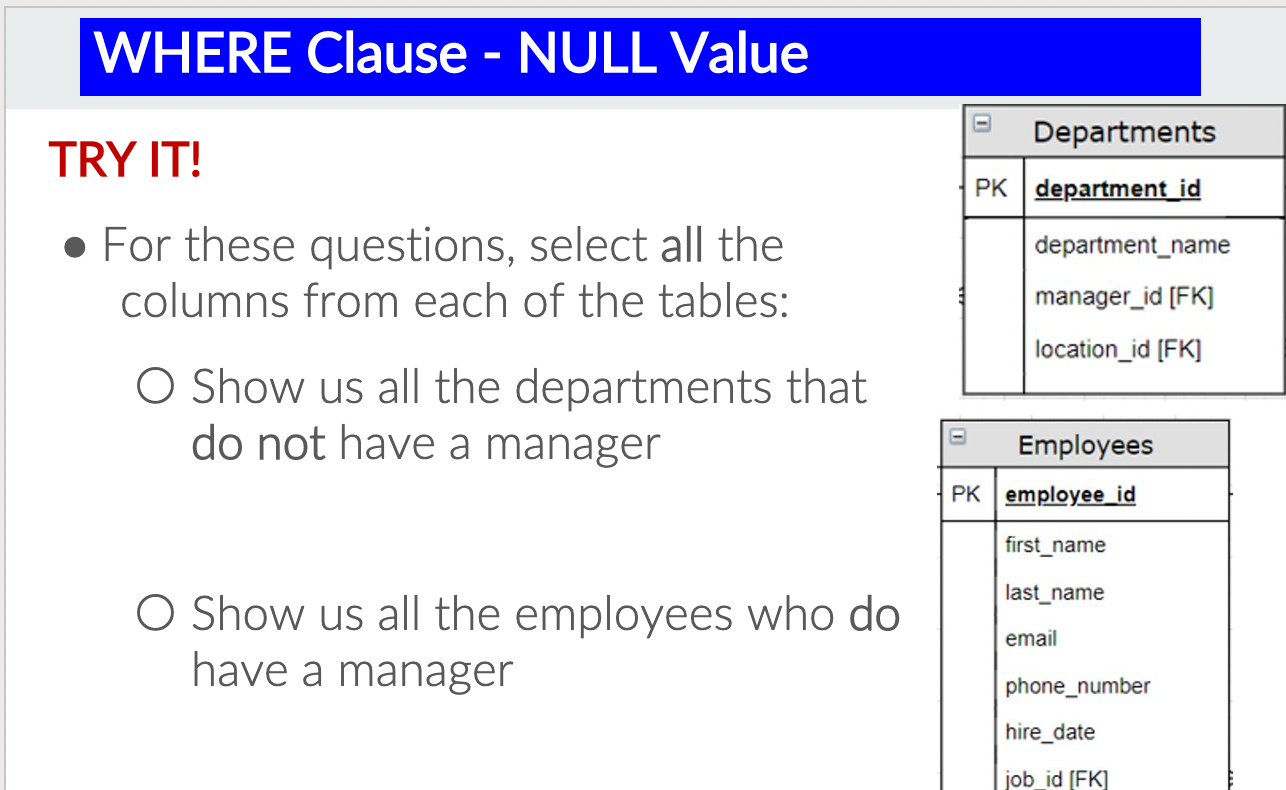 WHERE Clause - NULL Value
TRY IT!
● For these questions, select all the
columns from each of the tables:
○ Show us all the departments that
do not have a manager
○ Show us all the employees who do
have a manager
Departments
PK department_id
department_name
manager_id [FK]
location_id [FK]
Employees
PK employee_id
first_name
last_name
email
phone_number
hire_date
job_id [FK]